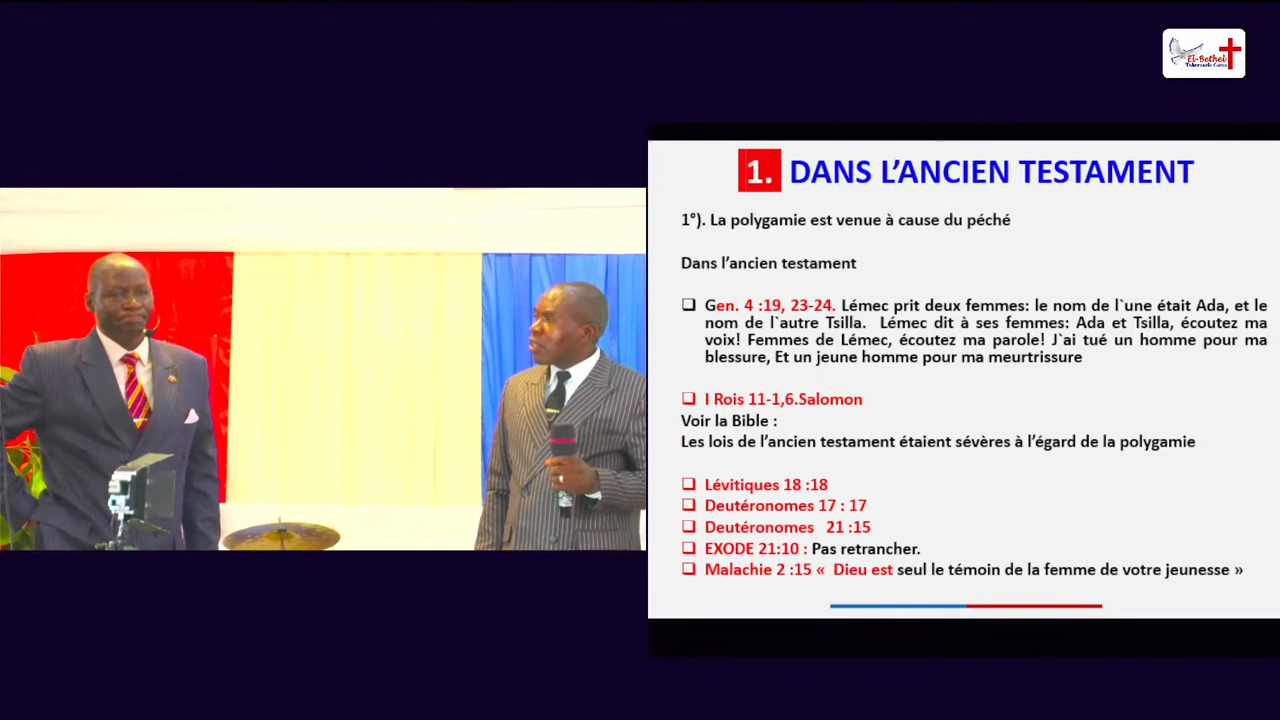 El-Bethel
Tabernacle Goma
1. DANS L’ANCIEN TESTAMENT
1°). La polygamie est venue à cause du péché
Dans l’ancien testament
❑ Gen. 4 :19, 23-24. Lémec prit deux femmes: le nom de l`une était Ada, et le
nom de l`autre Tsilla. Lémec dit à ses femmes: Ada et Tsilla, écoutez ma
voix! Femmes de Lémec, écoutez ma parole! J`ai tué un homme pour ma
blessure, Et un jeune homme pour ma meurtrissure
❑ I Rois 11-1,6.Salomon
Voir la Bible :
Les lois de l’ancien testament étaient sévères à l’égard de la polygamie
❑ Lévitiques 18 :18
❑ Deutéronomes 17 : 17
❑ Deutéronomes 21 :15
❑ EXODE 21:10 : Pas retrancher.
❑ Malachie 2 :15 « Dieu est seul le témoin de la femme de votre jeunesse »